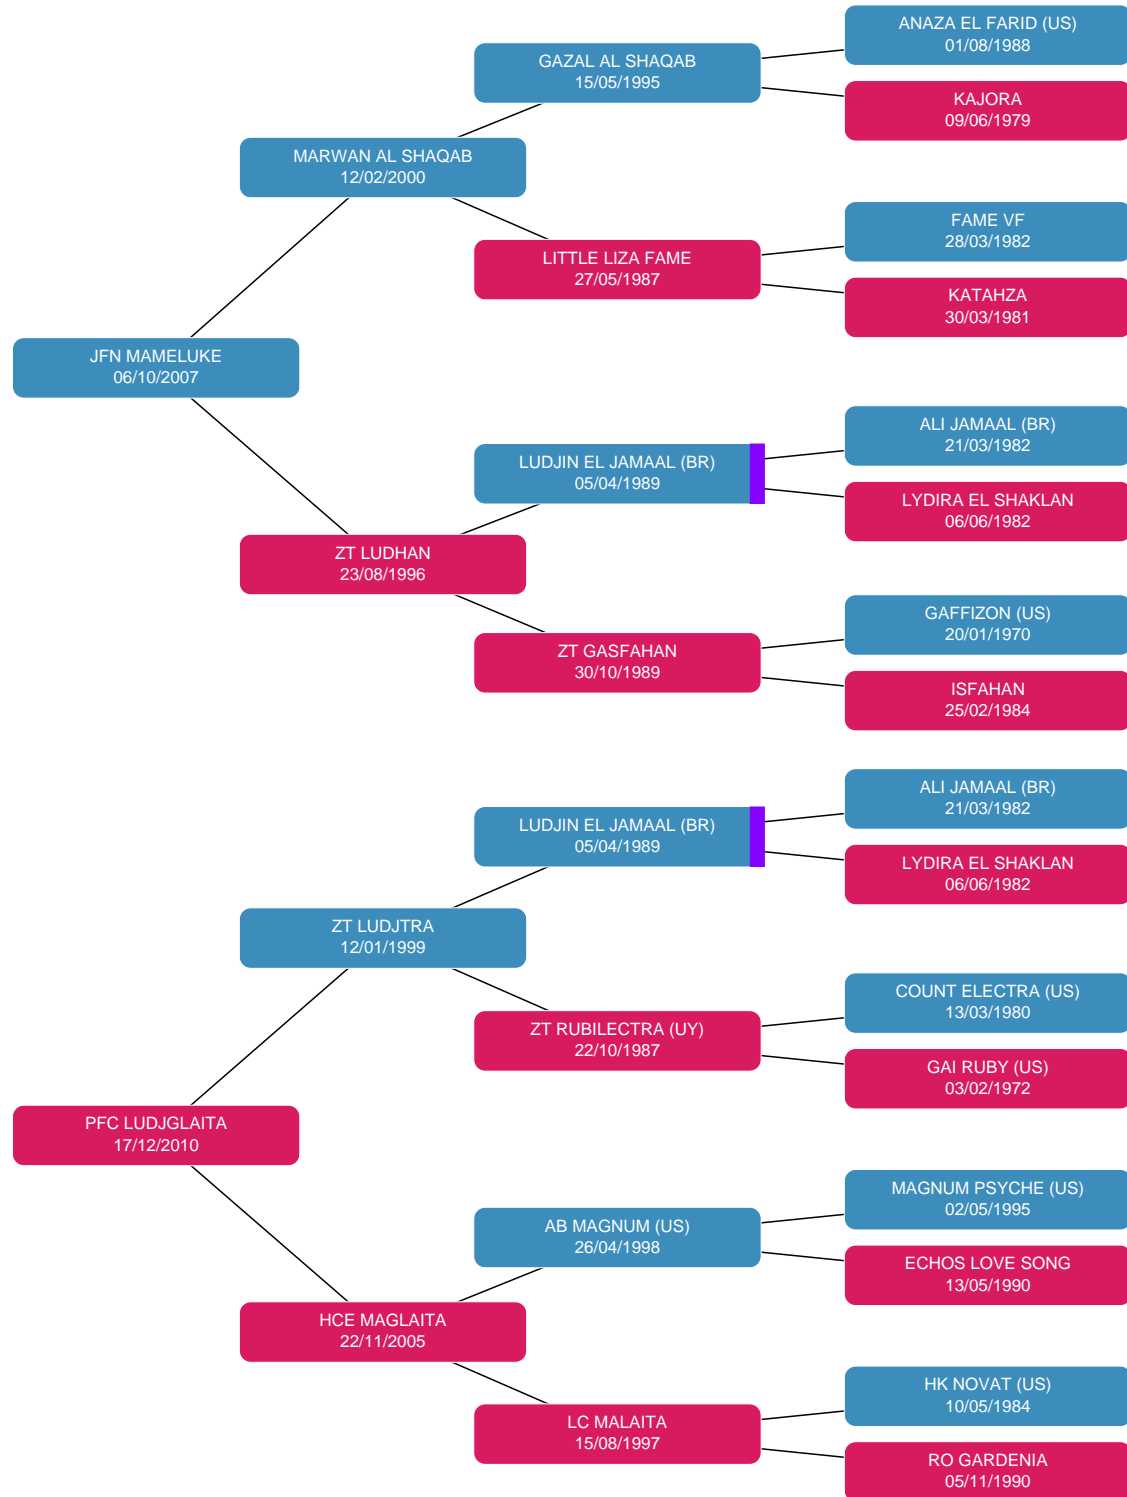 ANAZA EL FARID (US)
01/08/1988
GAZAL AL SHAQAB
15/05/1995
KAJORA
09/06/1979
MARWAN AL SHAQAB
12/02/2000
FAME VF
28/03/1982
LITTLE LIZA FAME
27/05/1987
KATAHZA
30/03/1981
JFN MAMELUKE
06/10/2007
ALI JAMAAL (BR)
21/03/1982
LUDJIN EL JAMAAL (BR)
05/04/1989
LYDIRA EL SHAKLAN
06/06/1982
ZT LUDHAN
23/08/1996
GAFFIZON (US)
20/01/1970
ZT GASFAHAN
30/10/1989
ISFAHAN
25/02/1984
ALI JAMAAL (BR)
21/03/1982
LUDJIN EL JAMAAL (BR)
05/04/1989
LYDIRA EL SHAKLAN
06/06/1982
ZT LUDJTRA
12/01/1999
COUNT ELECTRA (US)
13/03/1980
ZT RUBILECTRA (UY)
22/10/1987
GAI RUBY (US)
03/02/1972
PFC LUDJGLAITA
17/12/2010
MAGNUM PSYCHE (US)
02/05/1995
AB MAGNUM (US)
26/04/1998
ECHOS LOVE SONG
13/05/1990
HCE MAGLAITA
22/11/2005
HK NOVAT (US)
10/05/1984
LC MALAITA
15/08/1997
RO GARDENIA
05/11/1990